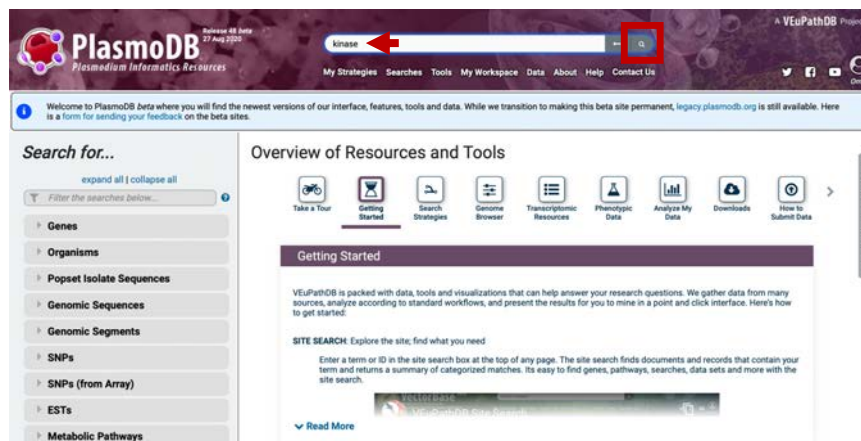 A VEuPathDB Project
Release 48 beta
27 Aug 2020
PlasmoDB
Plasmodium Informatics Resources
kinase
My Strategies Searches Tools My Workspace Data About Help Contact Us
Welcome to PlasmoDB beta where you will find the newest versions of our interface, features, tools and data. While we transition to making this beta site permanent, legacy.plasmodb.org is still available. Here
is a form for sending your feedback on the beta sites.
Search for...
expand all | collapse all
Filter the searches below...
Genes
Organisms
Popset Isolate Sequences
Genomic Sequences
Genomic Segments
SNPs
SNPs (from Array)
ESTs
Metabolic Pathways
Overview of Resources and Tools
Take a Tour
Getting
Started
Search
Strategies
Genome
Browser
Transcriptomic
Resources
Phenotypic
Data
Analyze My
Data
Downloads
How to
Submit Data
Getting Started
VEuPathDB is packed with data, tools and visualizations that can help answer your research questions. We gather data from many
sources, analyze according to standard workflows, and present the results for you to mine in a point and click interface. Here's how
to get started:
SITE SEARCH: Explore the site; find what you need
Enter a term or ID in the site search box at the top of any page. The site search finds documents and records that contain your
term and returns a summary of categorized matches. Its easy to find genes, pathways, searches, data sets and more with the
site search.
VectorBase
VEuPathDB Site Search
Read More